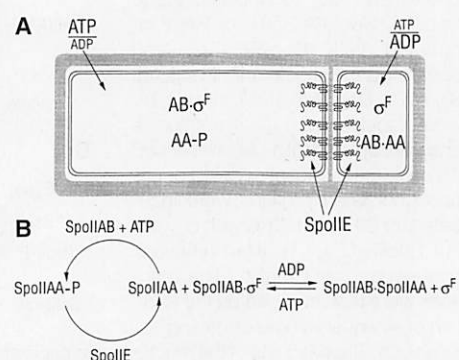 A
ATP
ADP
ATP
ADP
AB·σF
AA-P
σF
AB·AA
SpoIIE
B
SpoIIAB + ATP
SpoIIAA-P
SpoIIAA + SpoIIAB·σF
ADP
ATP
SpoIIAB·SpoIIAA + σF
SpoIIE